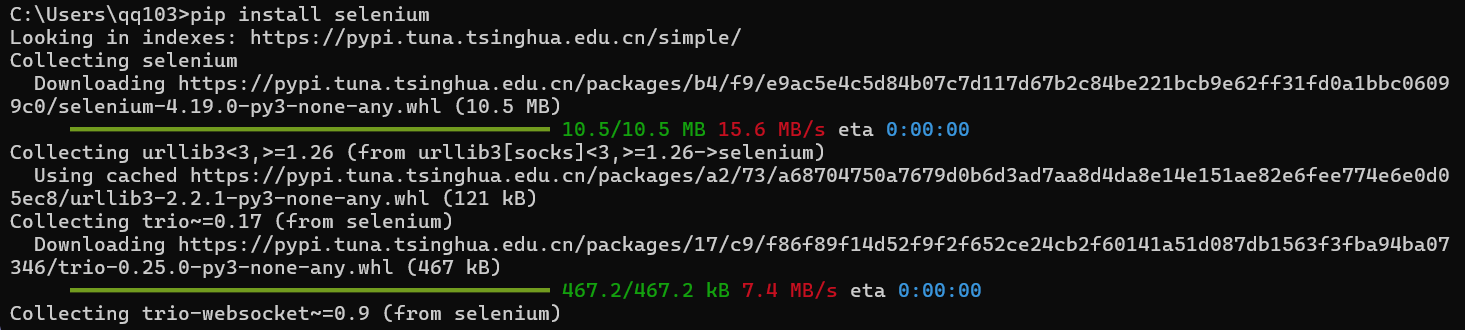 C:\Users\qq103>pip install selenium
Looking in indexes: https://pypi.tuna.tsinghua.edu.cn/simple/
Collecting selenium
  Downloading https://pypi.tuna.tsinghua.edu.cn/packages/b4/f9/e9ac5e4c5d84b07c7d117d67b2c84be221bcb9e62ff31fd0a1bbc0609
9c0/selenium-4.19.0-py3-none-any.whl (10.5 MB)
10.5/10.5 MB 15.6 MB/s eta 0:00:00
Collecting urllib3<3,>=1.26 (from urllib3[socks]<3,>=1.26->selenium)
  Using cached https://pypi.tuna.tsinghua.edu.cn/packages/a2/73/a68704750a7679d0b6d3ad7aa8d4da8e14e151ae82e6fee774e6e0d0
5ec8/urllib3-2.2.1-py3-none-any.whl (121 kB)
Collecting trio~=0.17 (from selenium)
  Downloading https://pypi.tuna.tsinghua.edu.cn/packages/17/c9/f86f89f14d52f9f2f652ce24cb2f60141a51d087db1563f3fba94ba07
346/trio-0.25.0-py3-none-any.whl (467 kB)
467.2/467.2 kB 7.4 MB/s eta 0:00:00
Collecting trio-websocket~=0.9 (from selenium)